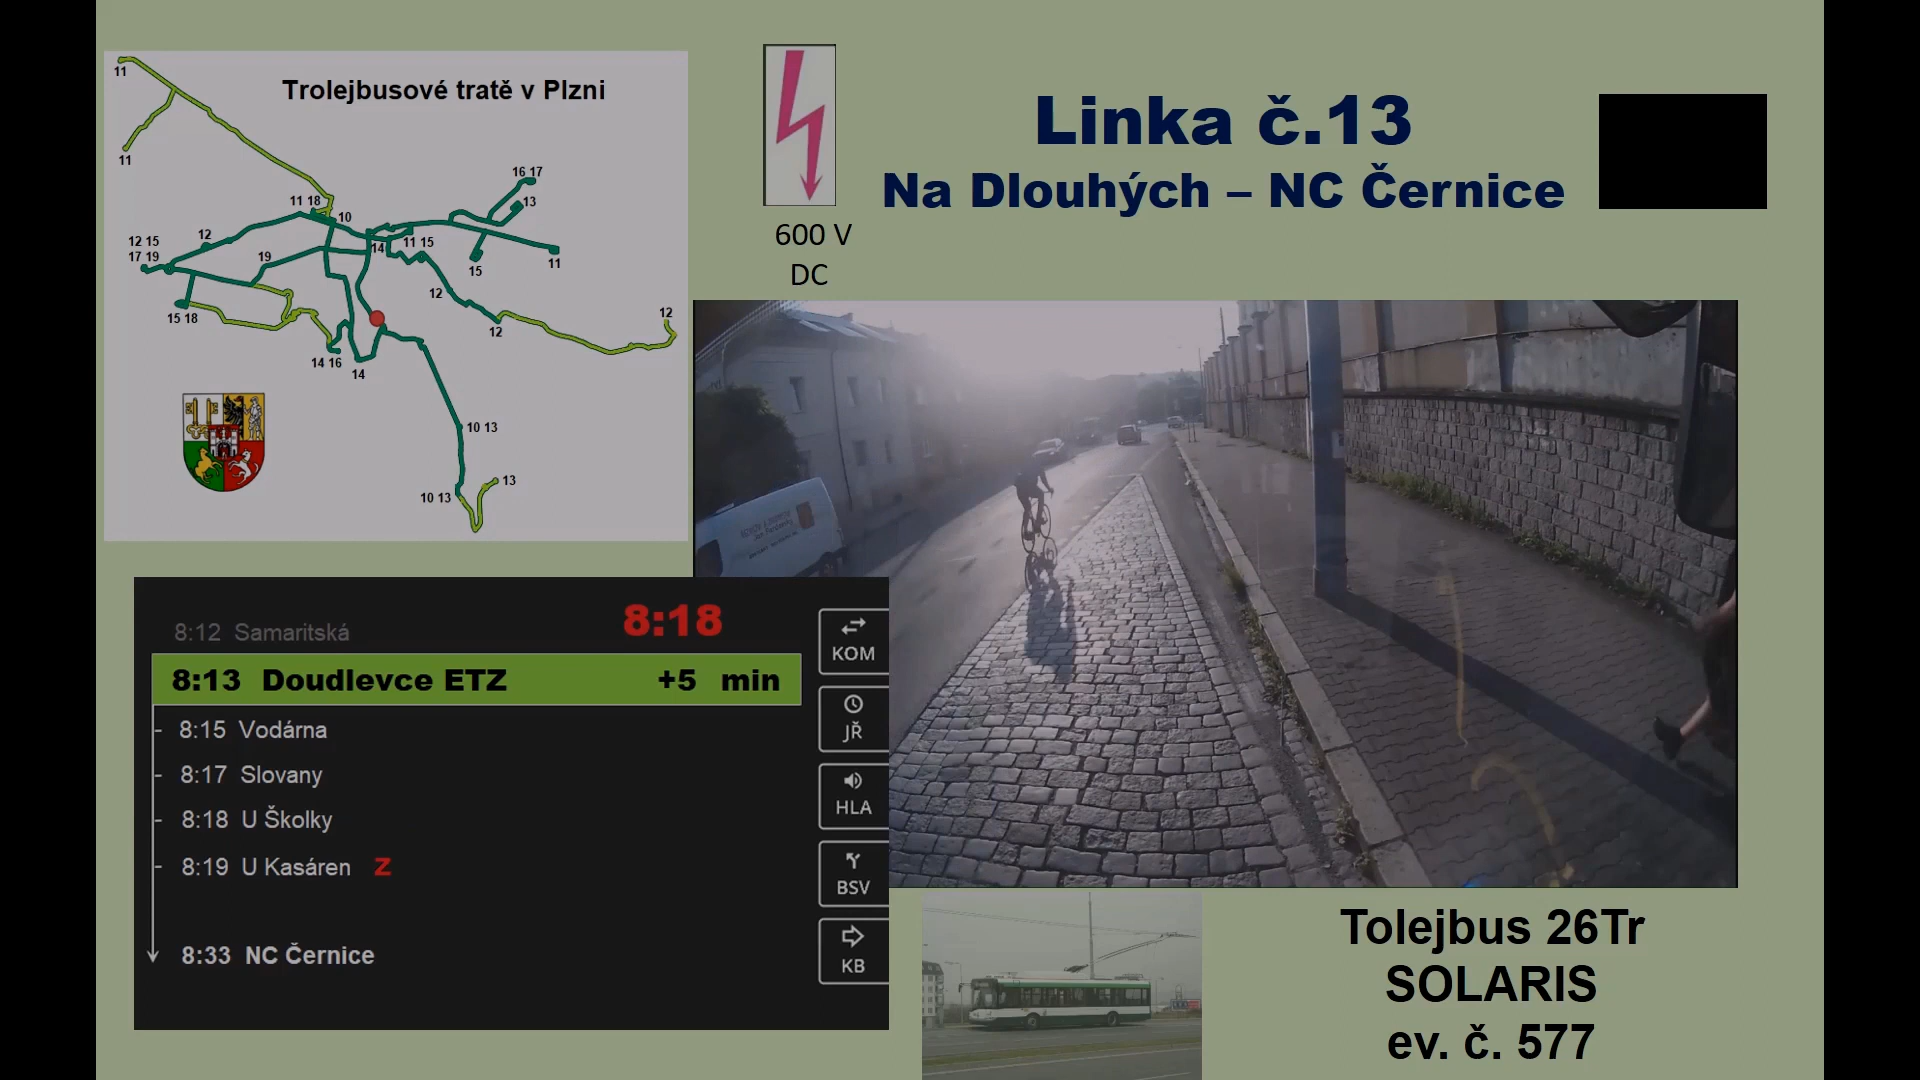 Trolejbusové tratě v Plzni
11
11
11 18
10
16 17
13
12 15
17 19
12
19
14
11 15
15
11
15 18
12
12
12
14 16
14
10 13
10 13
13
600 V
DC
Linka č.13
Na Dlouhých – NC Černice
8:12 Samaritská
8:18
8:13 Doudlevce ETZ +5 min
8:15 Vodárna
8:17 Slovany
8:18 U Školky
8:19 U Kasáren Z
8:33 NC Černice
KOM
JŘ
HLA
BSV
KB
Tolejbus 26Tr
SOLARIS
ev. č. 577